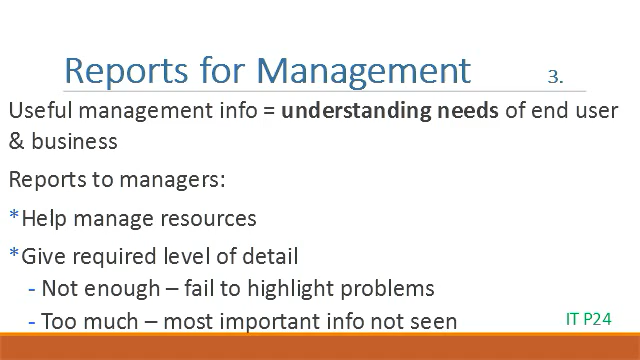 Reports for Management 3.
Useful management info = understanding needs of end user
& business
Reports to managers:
*Help manage resources
*Give required level of detail
- Not enough – fail to highlight problems
- Too much – most important info not seen
IT P24